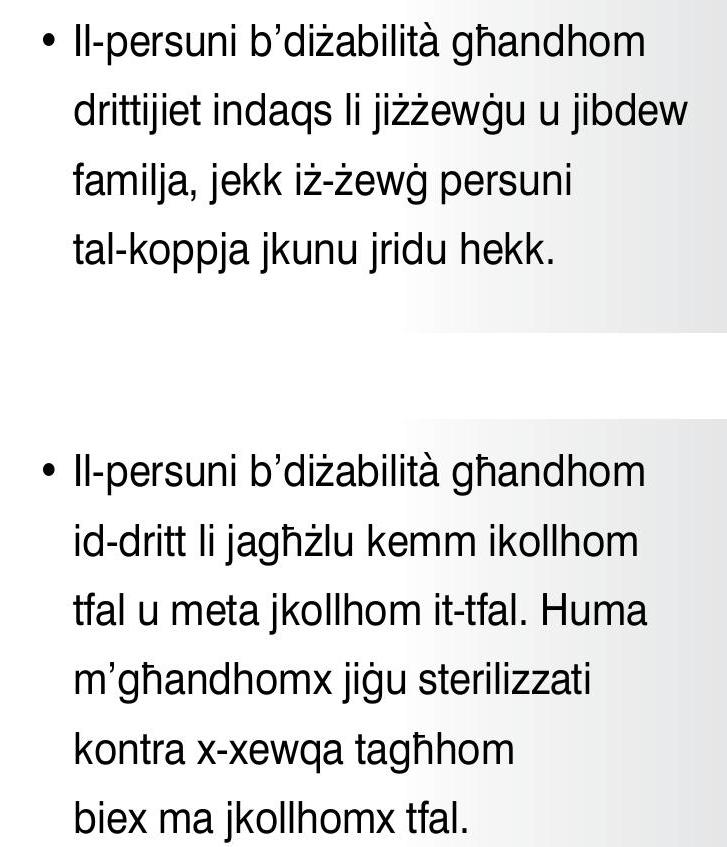 • Il-persuni b’diżabilità għandhom
drittijiet indaqs li jiżżewġu u jibdew
familja, jekk iż-żewġ persuni
tal-koppja jkunu jridu hekk.
• Il-persuni b’diżabilità għandhom
id-dritt li jagħżlu kemm ikollhom
tfal u meta jkollhom it-tfal. Huma
m’għandhomx jiġu sterilizzati
kontra x-xewqa tagħhom
biex ma jkollhomx tfal.